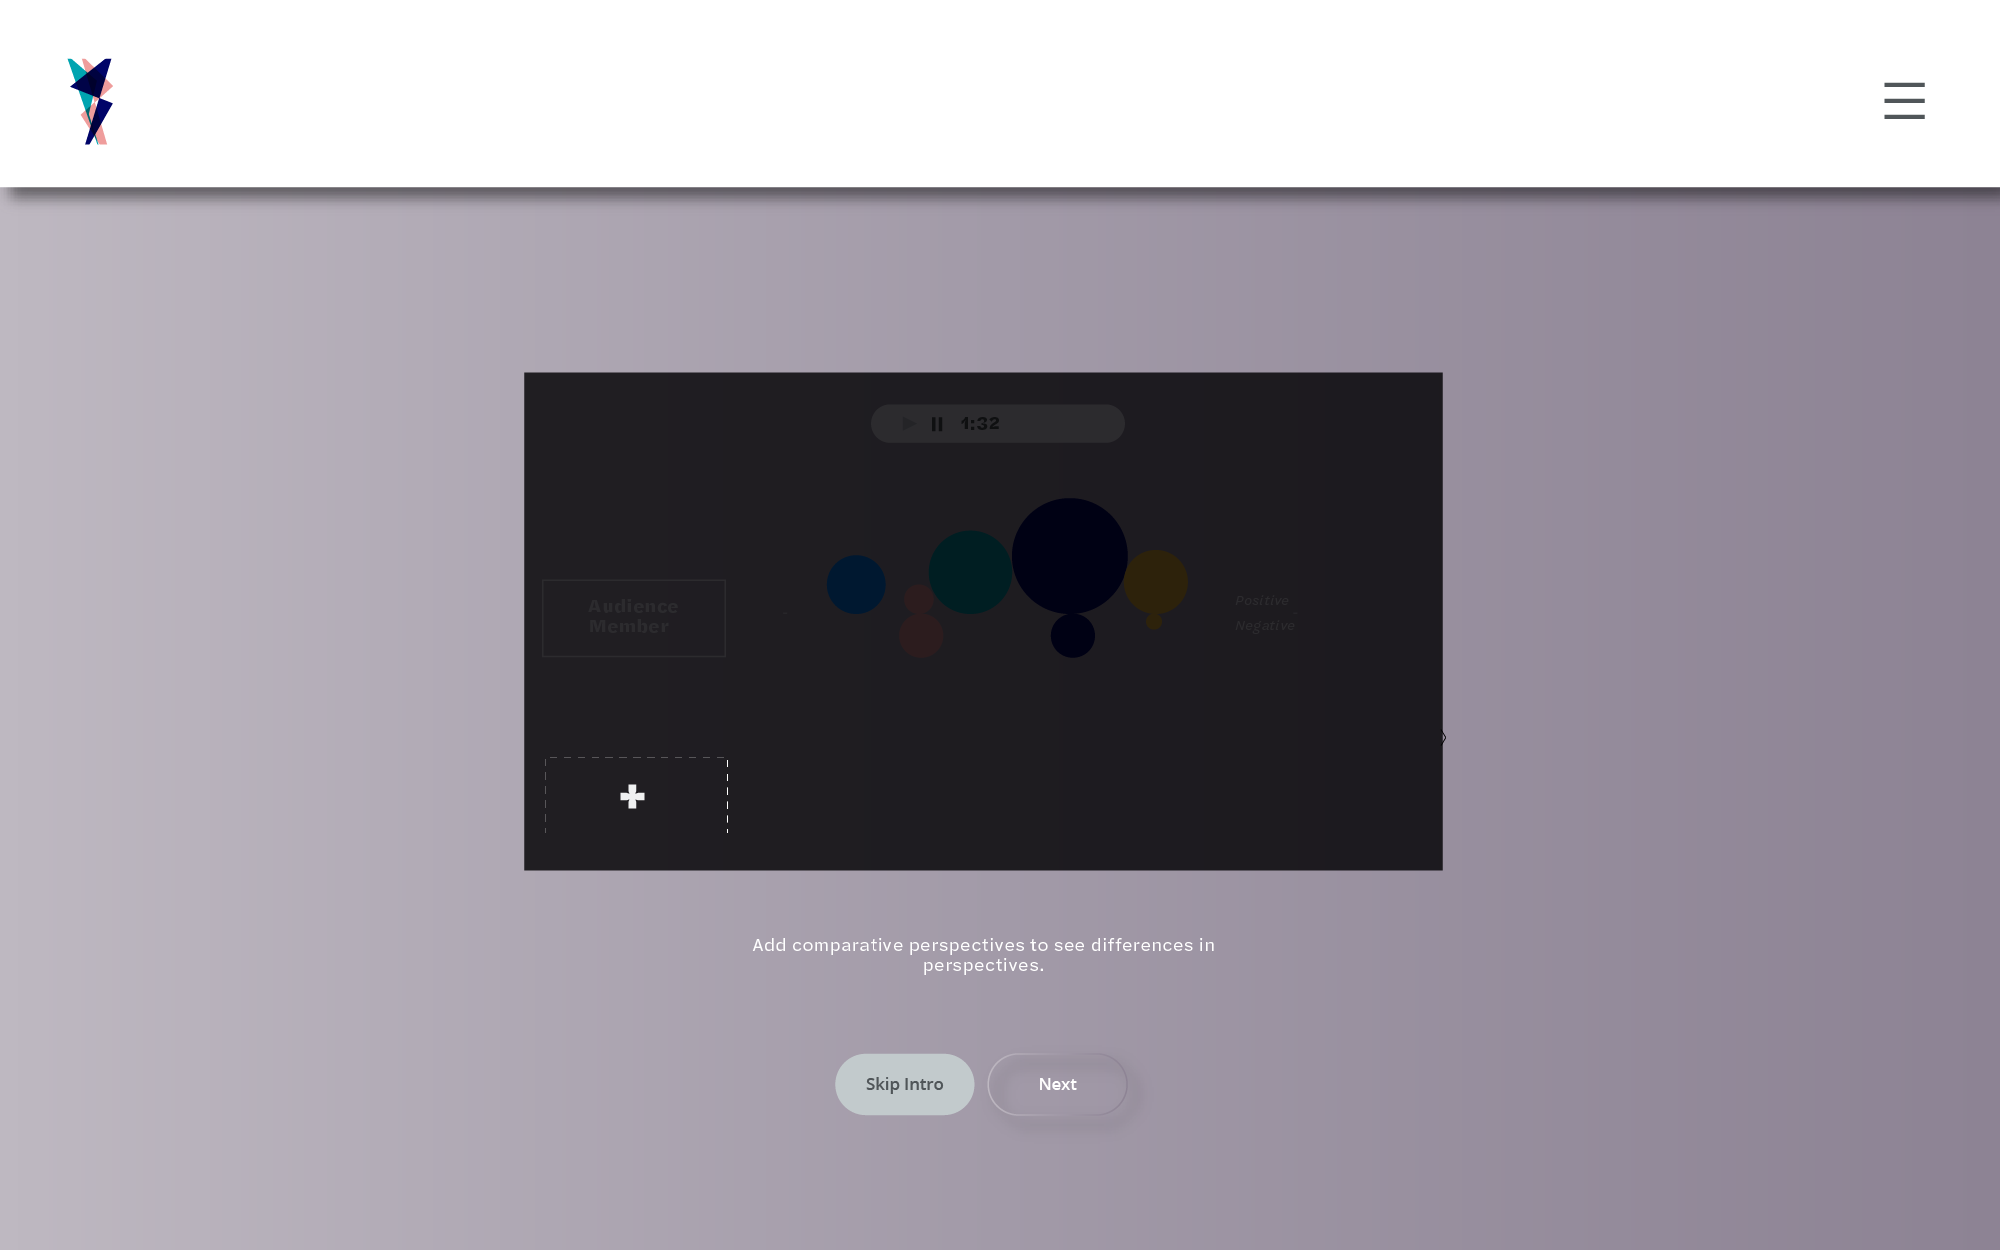 1:32
Audience
Member
Positive
Negative
Add comparative perspectives to see differences in
perspectives.
Skip Intro
Next